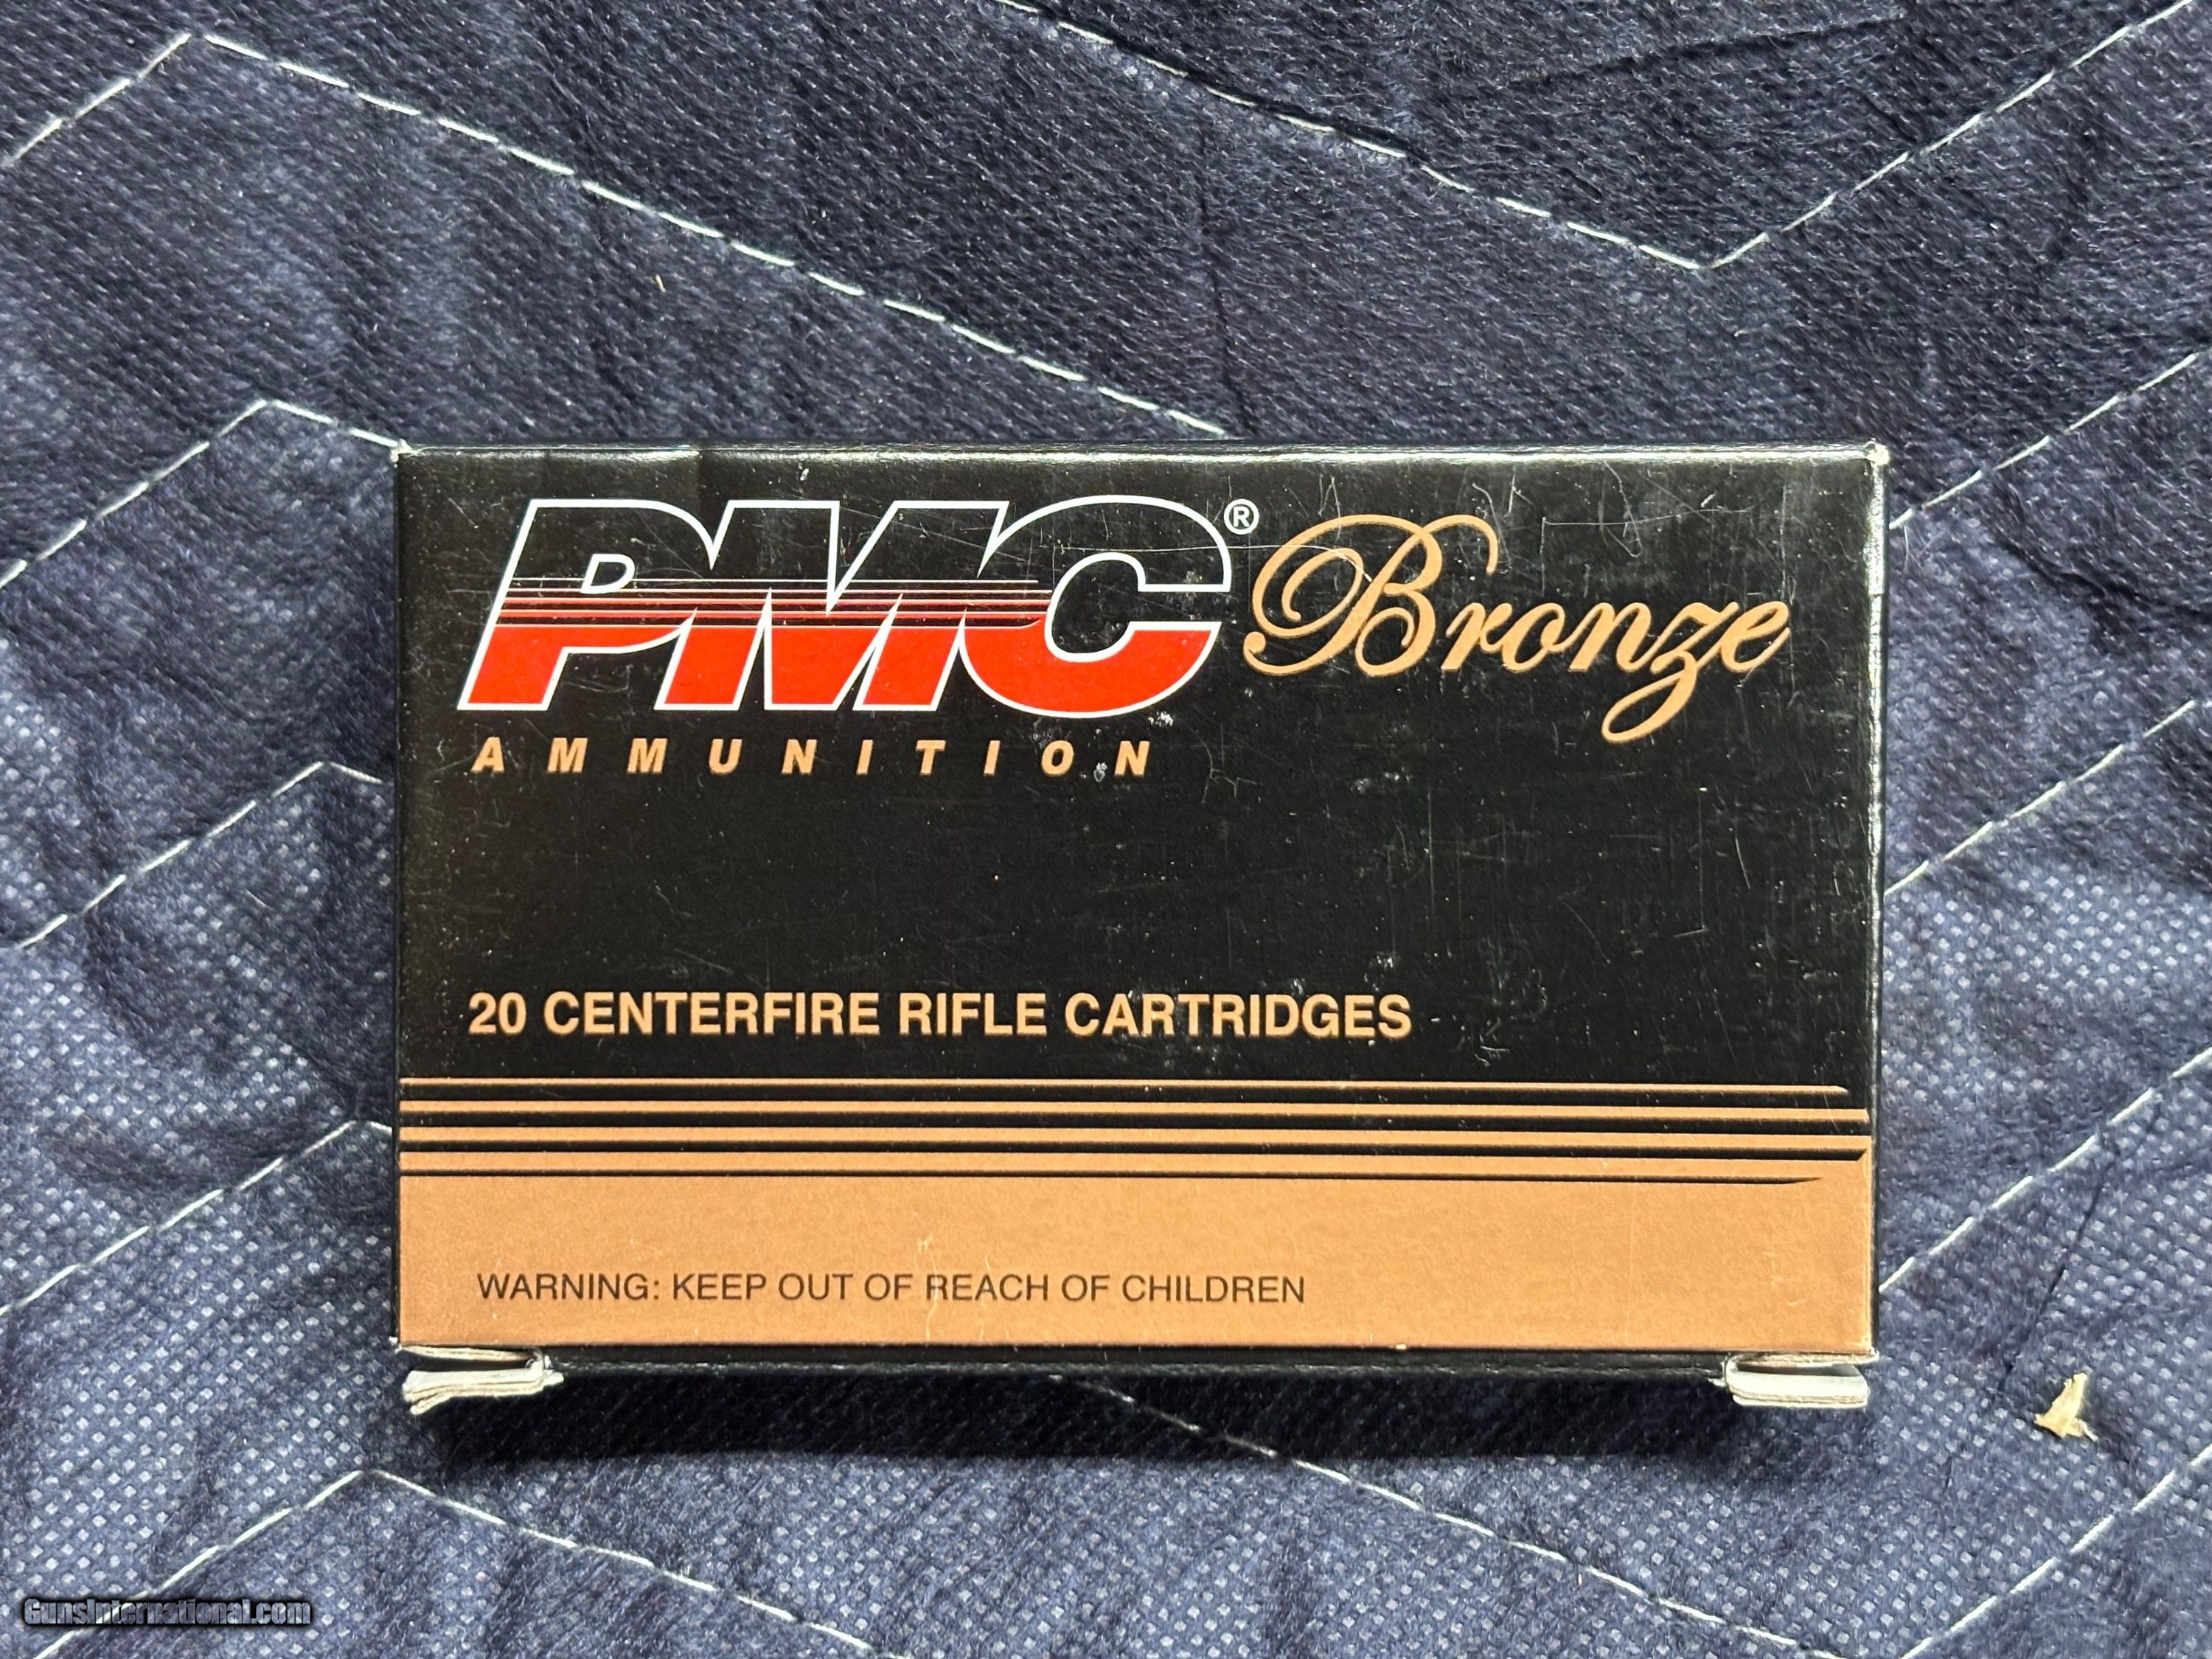 PMC® Bronze
AMMUNITION
20 CENTERFIRE RIFLE CARTRIDGES
WARNING: KEEP OUT OF REACH OF CHILDREN
GunsInternational.com